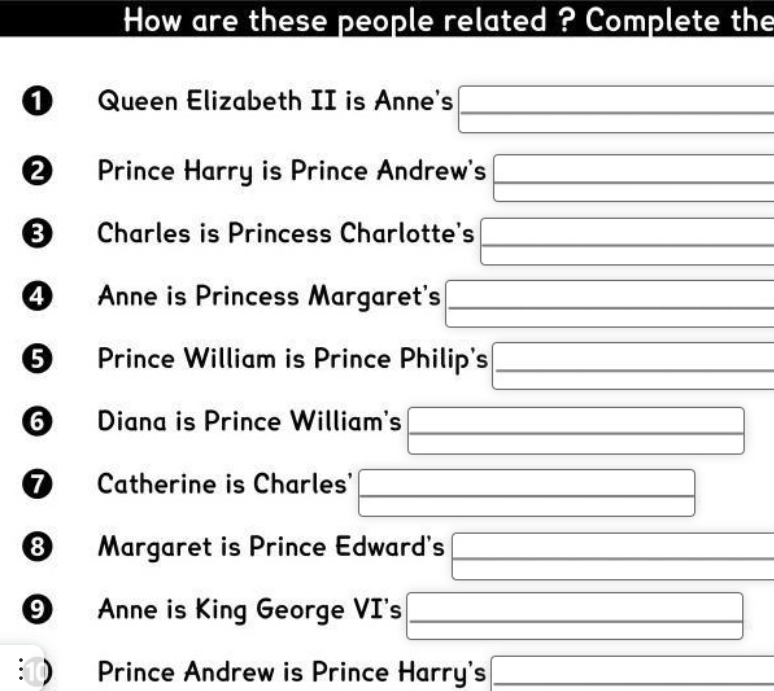 How are these people related ? Complete the
1 Queen Elizabeth II is Anne's
2 Prince Harry is Prince Andrew's
3 Charles is Princess Charlotte's
4 Anne is Princess Margaret's
5 Prince William is Prince Philip's
6 Diana is Prince William's
7 Catherine is Charles'
8 Margaret is Prince Edward's
9 Anne is King George VI's
10 Prince Andrew is Prince Harry's